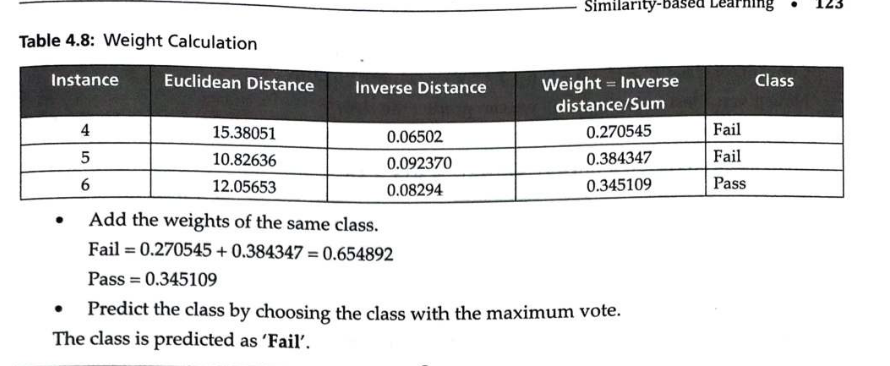 Similarity-based Learning • 123
Table 4.8: Weight Calculation
Instance Euclidean Distance Inverse Distance Weight = Inverse distance/Sum Class
4 15.38051 0.06502 0.270545 Fail
5 10.82636 0.092370 0.384347 Fail
6 12.05653 0.08294 0.345109 Pass
• Add the weights of the same class.
Fail = 0.270545 + 0.384347 = 0.654892
Pass = 0.345109
• Predict the class by choosing the class with the maximum vote.
The class is predicted as 'Fail'.